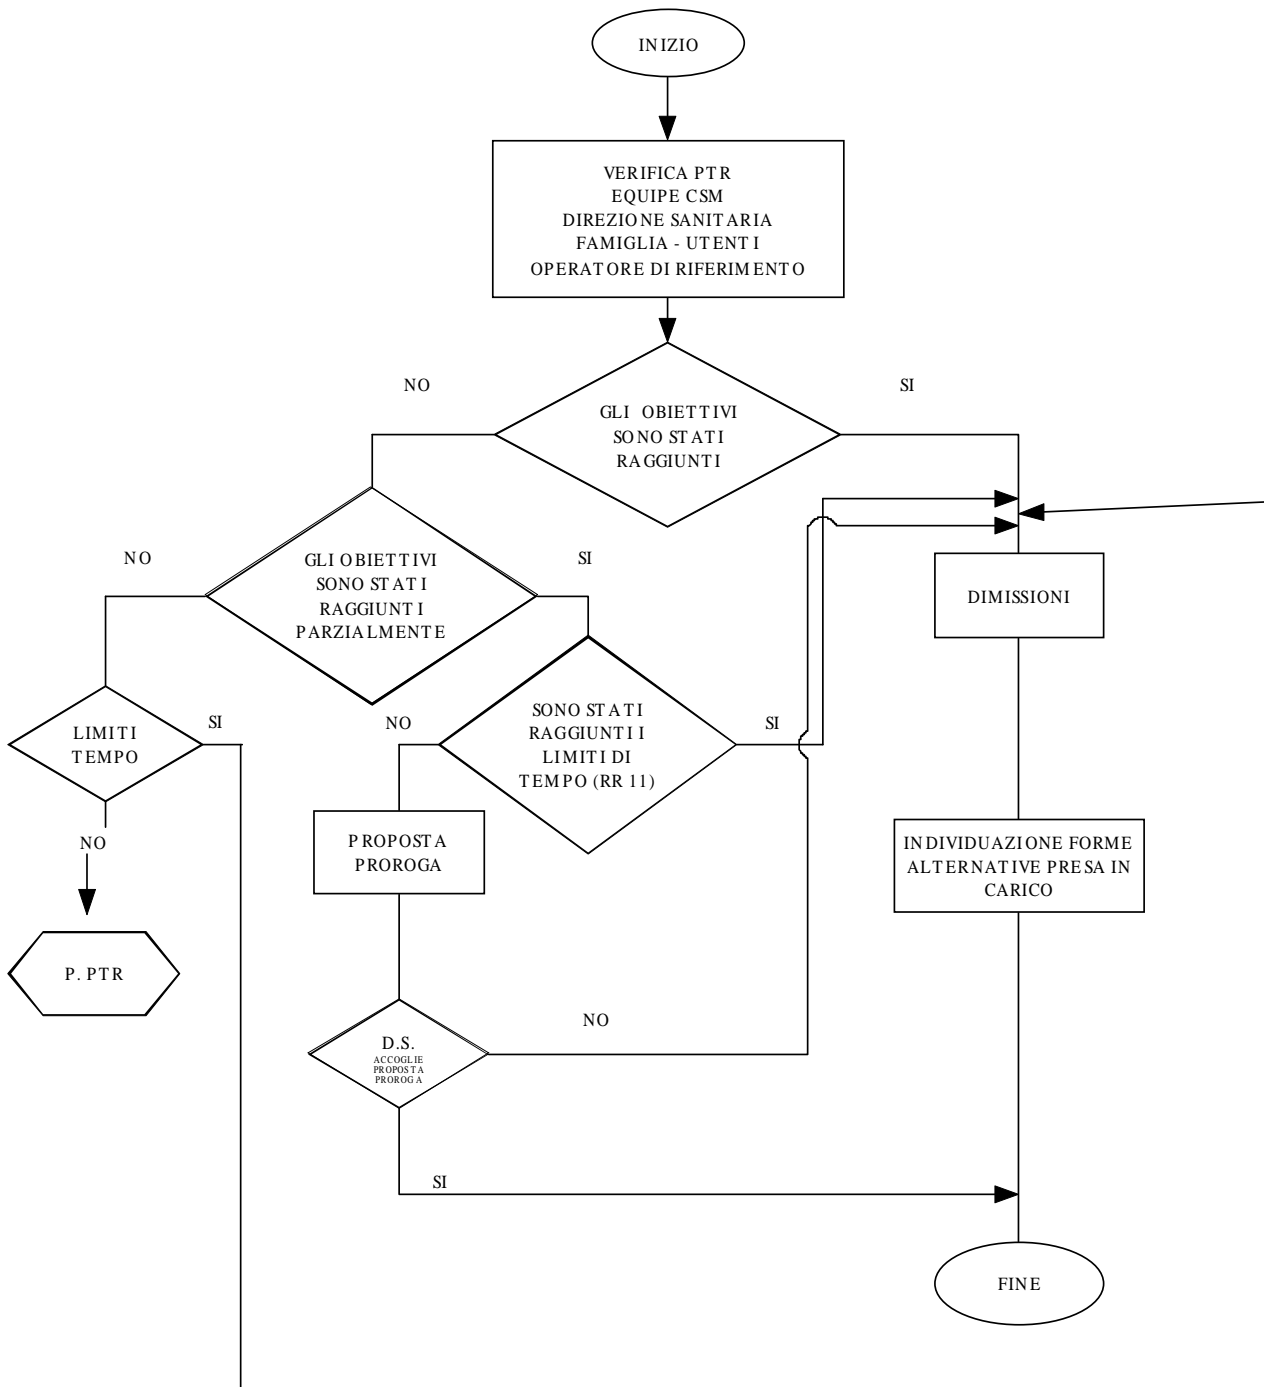 INIZIO
VERIFICA PTR
EQUIPE CSM
DIREZIONE SANITARIA
FAMIGLIA - UTENTI
OPERATORE DI RIFERIMENTO
NO
SI
GLI OBIETTIVI
SONO STATI
RAGGIUNTI
NO
GLI OBIETTIVI
SONO STATI
RAGGIUNTI
PARZIALMENTE
SI
DIMISSIONI
LIMITI
TEMPO
SI
NO
SONO STATI
RAGGIUNTI I
LIMITI DI
TEMPO (RR 11)
SI
NO
PROPOSTA
PROROGA
INDIVIDUAZIONE FORME
ALTERNATIVE PRESA IN
CARICO
P. PTR
D.S.
ACCOGLIE
PROPOSTA
PROROGA
NO
SI
FINE